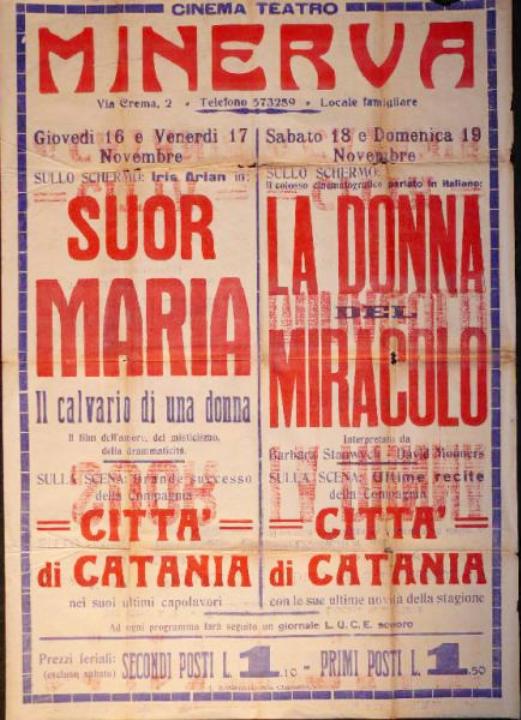 CINEMA TEATRO
MINERVA
Via Crema, 2 • Telefono 573289 • Locale famigliare
Giovedi 16 e Venerdi 17
Novembre
SULLO SCHERMO: Iris Arlan in:
SUOR
MARIA
Il calvario di una donna
Il film dell'amore, del misticismo,
della drammaticità
SULLA SCENA: Grande successo
della Compagnia
CITTA'
di CATANIA
nei suoi ultimi capolavori
Sabato 18 e Domenica 19
Novembre
SULLO SCHERMO:
Il colosso cinematografico parlato in italiano:
LA DONNA
DEL
MIRACOLO
Interpretato da
Barbara Stanwych - David Monners
SULLA SCENA: Ultime recite
della Compagnia
CITTA'
di CATANIA
con le sue ultime novità della stagione
Ad ogni programma farà seguito un giornale L. U. C. E. sonoro
Prezzi feriali: SECONDI POSTI L. 1.10 - PRIMI POSTI L. 1.50
(escluso sabato)